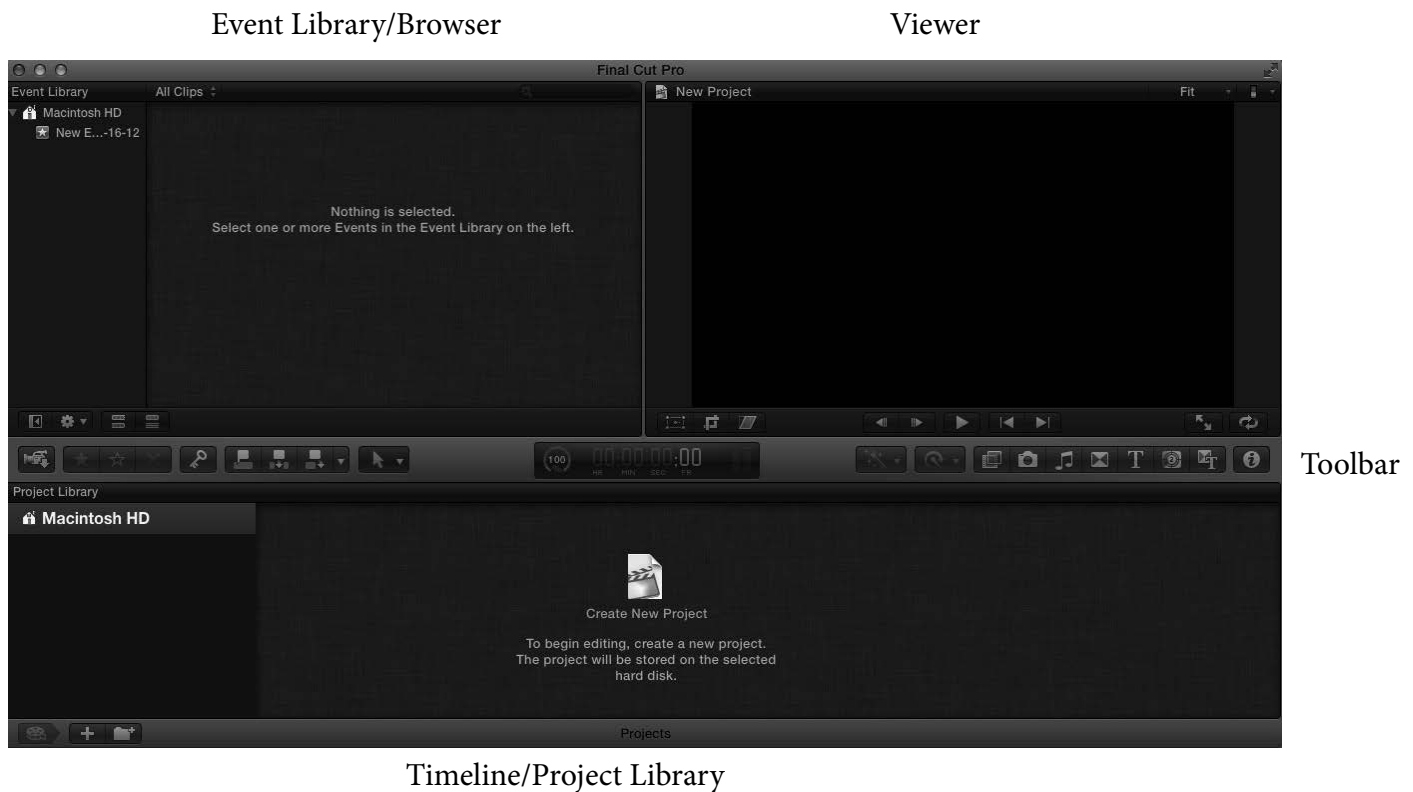 Event Library/Browser
Viewer
Final Cut Pro
Event Library
All Clips
New Project
Fit
Macintosh HD
New E...-16-12
Nothing is selected.
Select one or more Events in the Event Library on the left.
100
00:00:00;00
HR MIN SEC FR
T
2
T
Toolbar
Project Library
Macintosh HD
Create New Project
To begin editing, create a new project.
The project will be stored on the selected
hard disk.
Projects
Timeline/Project Library